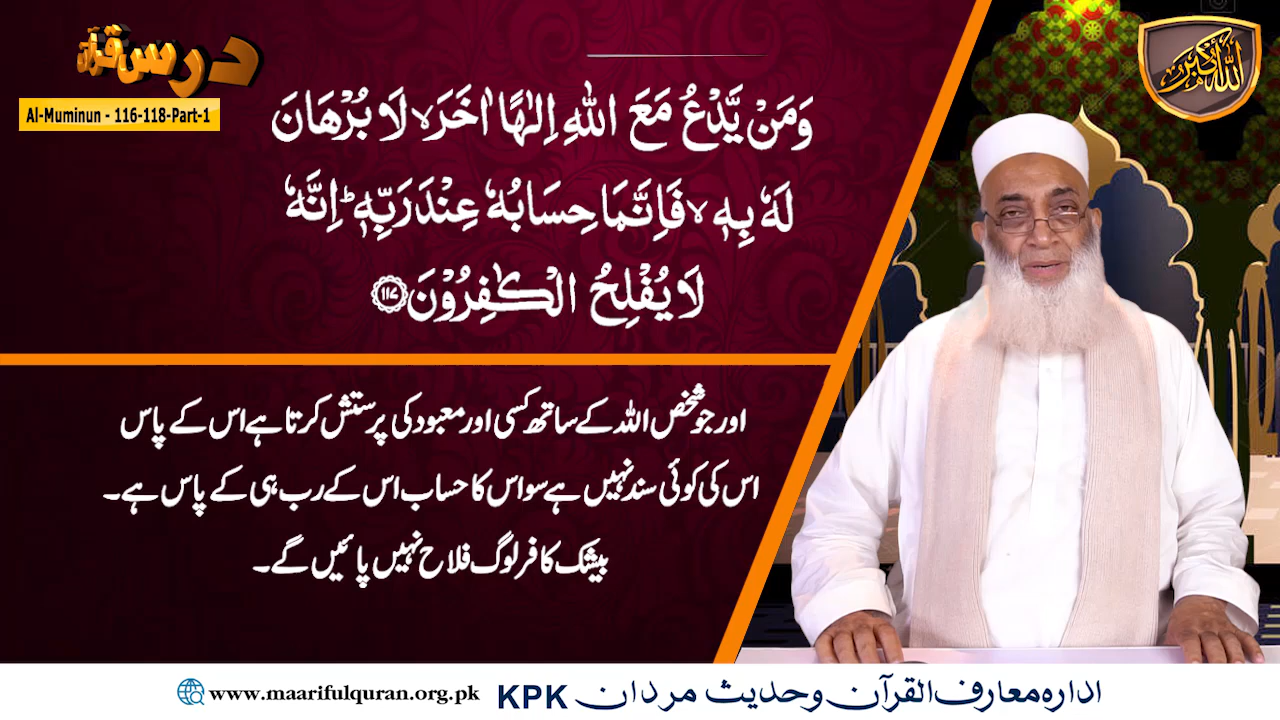 درس قرآن
Al-Muminun - 116-118-Part-1
اللہ اکبر
وَمَنْ يَّدْعُ مَعَ اللّٰهِ اِلٰهًا اٰخَرَ ۙ لَا بُرْهَانَ
لَهٗ بِهٖ ۙ فَاِنَّمَا حِسَابُهٗ عِنْدَ رَبِّهٖ ؕ اِنَّهٗ
لَا يُفْلِحُ الْكٰفِرُوْنَ ۝۱۱۷
اور جو شخص اللہ کے ساتھ کسی اور معبود کی پرستش کرتا ہے اس کے پاس
اس کی کوئی سند نہیں ہے سو اس کا حساب اس کے رب ہی کے پاس ہے۔
بیشک کافر لوگ فلاح نہیں پائیں گے۔
www.maarifulquran.org.pk KPK ادارہ معارف القرآن وحدیث مردان